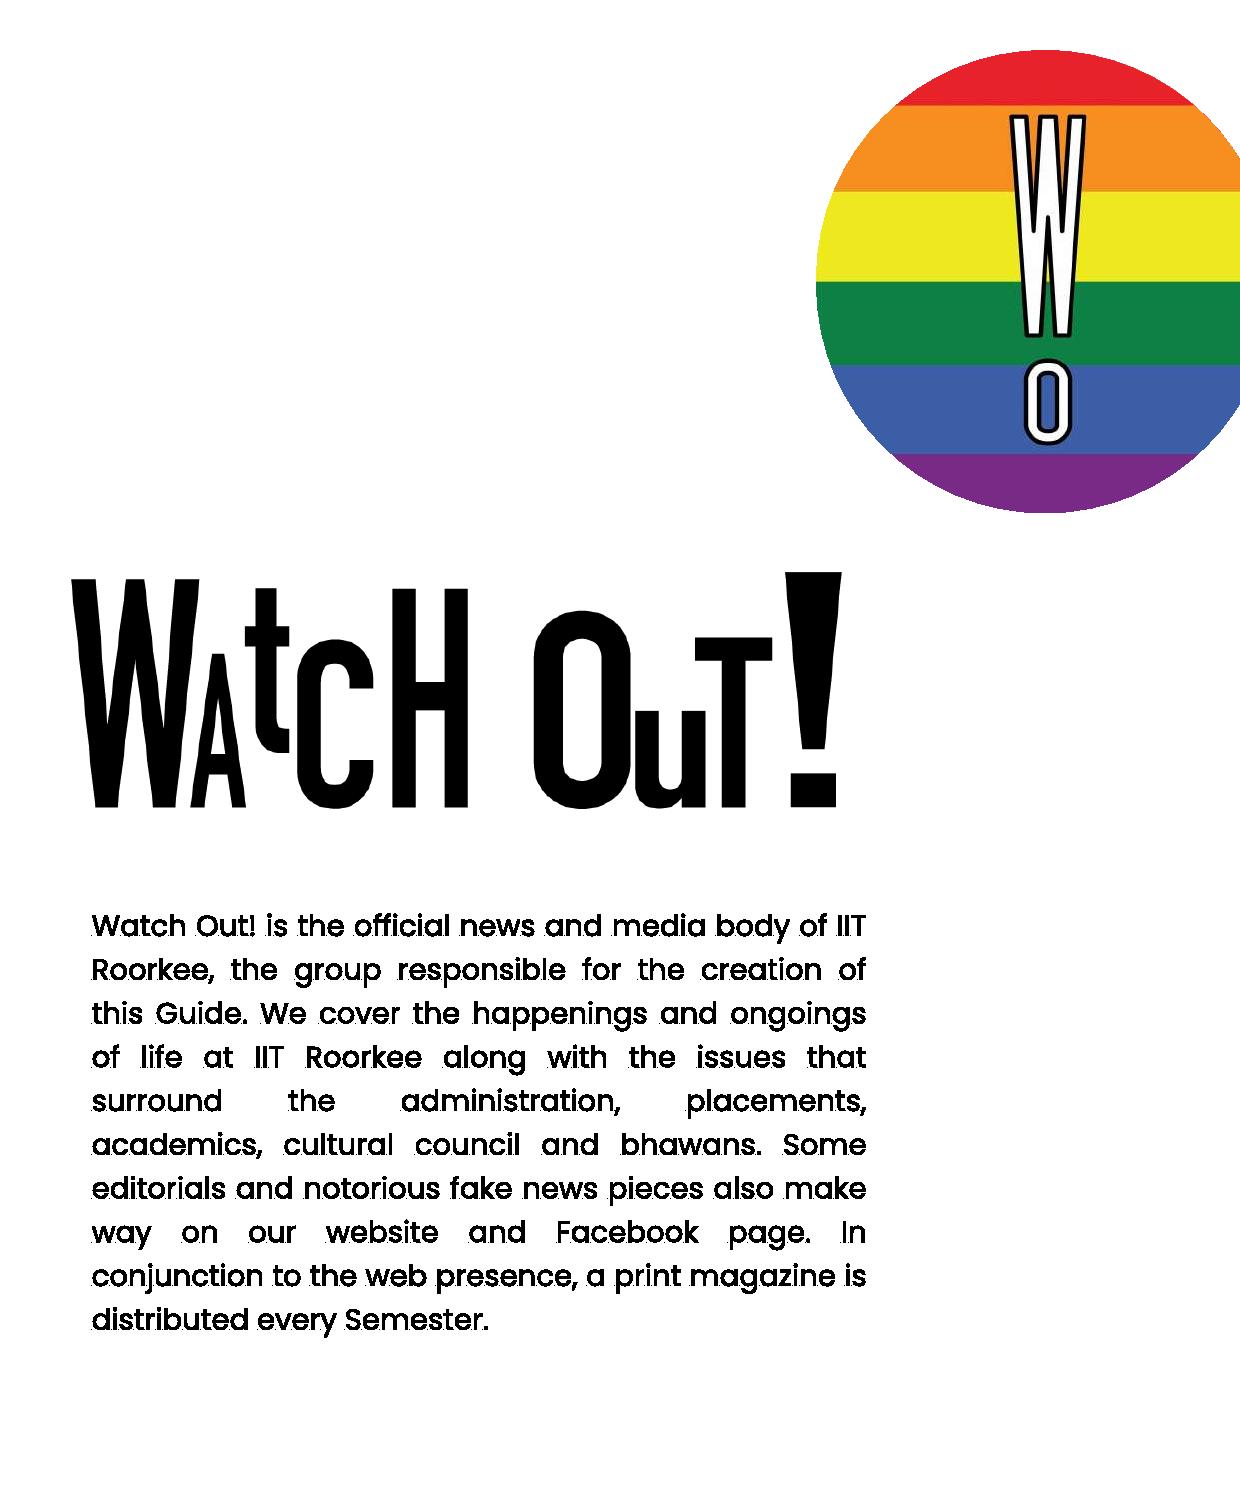 W
O
WAtcH OuT!
Watch Out! is the official news and media body of IIT
Roorkee, the group responsible for the creation of
this Guide. We cover the happenings and ongoings
of life at IIT Roorkee along with the issues that
surround the administration, placements,
academics, cultural council and bhawans. Some
editorials and notorious fake news pieces also make
way on our website and Facebook page. In
conjunction to the web presence, a print magazine is
distributed every Semester.